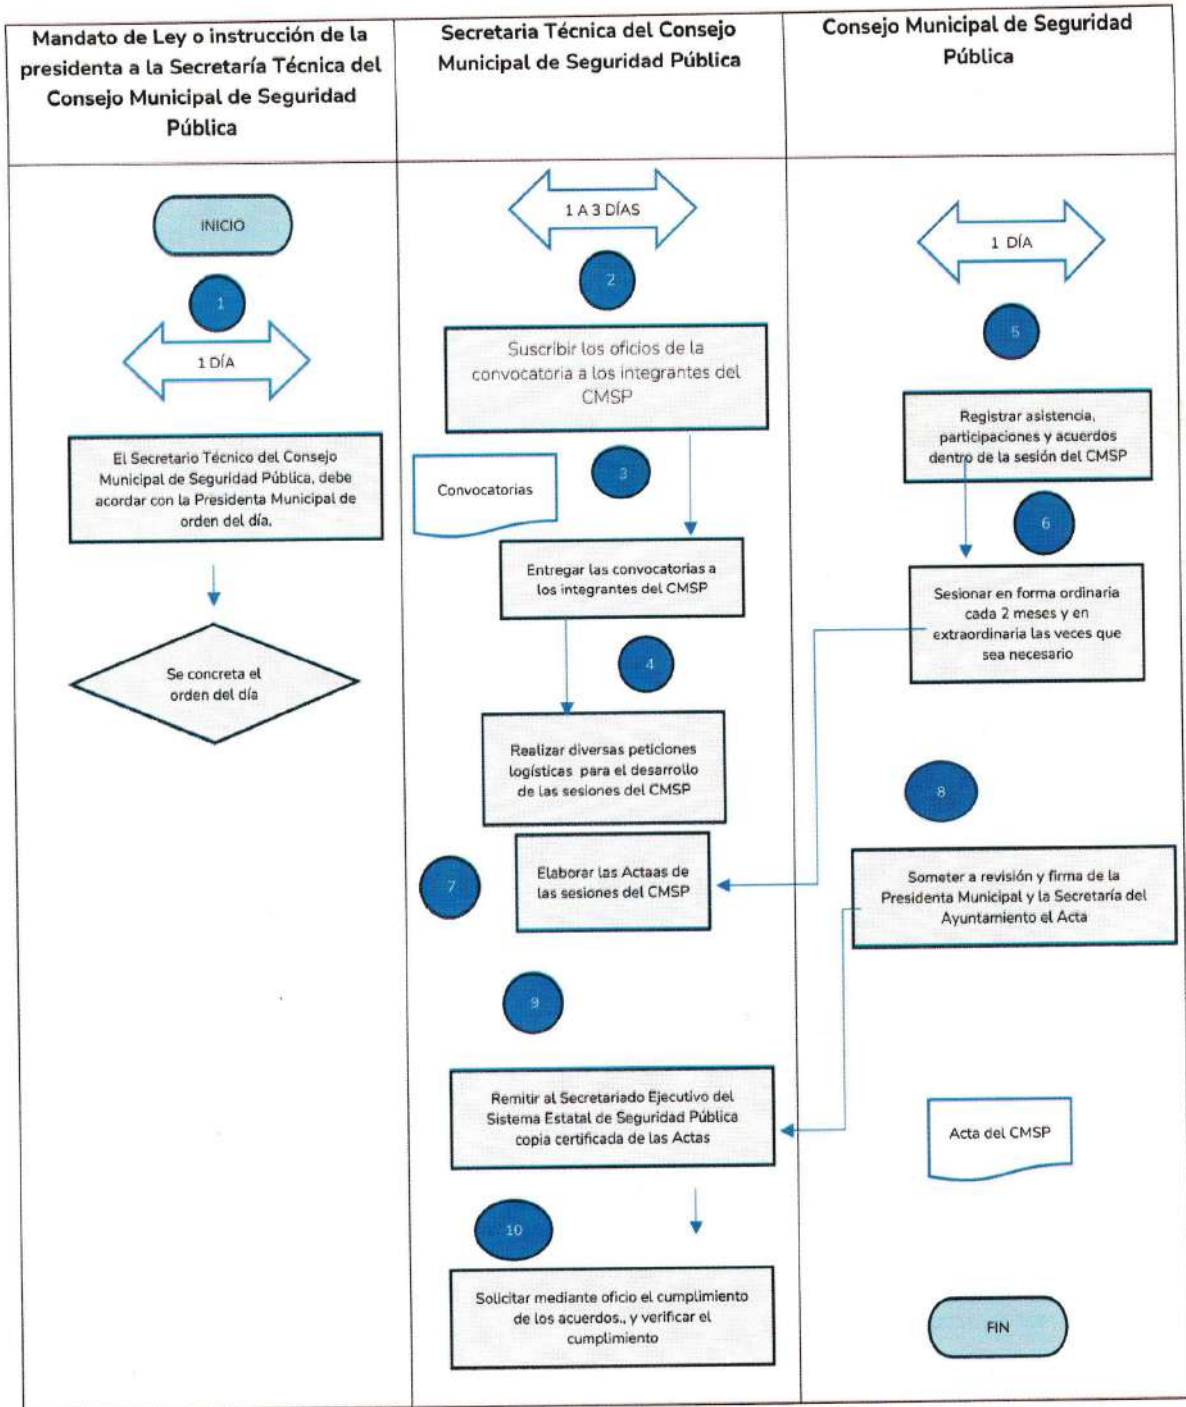 Mandato de Ley o instrucción de la
presidenta a la Secretaría Técnica del
Consejo Municipal de Seguridad
Pública
Secretaria Técnica del Consejo
Municipal de Seguridad Pública
Consejo Municipal de Seguridad
Pública
INICIO
1
1 DÍA
El Secretario Técnico del Consejo
Municipal de Seguridad Pública, debe
acordar con la Presidenta Municipal de
orden del día.
Se concreta el
orden del día
1 A 3 DÍAS
2
Suscribir los oficios de la
convocatoria a los integrantes del
CMSP
3
Convocatorias
Entregar las convocatorias a
los integrantes del CMSP
4
Realizar diversas peticiones
logísticas para el desarrollo
de las sesiones del CMSP
7
Elaborar las Actaas de
las sesiones del CMSP
9
Remitir al Secretariado Ejecutivo del
Sistema Estatal de Seguridad Pública
copia certificada de las Actas
10
Solicitar mediante oficio el cumplimiento
de los acuerdos., y verificar el
cumplimiento
1 DÍA
5
Registrar asistencia,
participaciones y acuerdos
dentro de la sesión del CMSP
6
Sesionar en forma ordinaria
cada 2 meses y en
extraordinaria las veces que
sea necesario
8
Someter a revisión y firma de la
Presidenta Municipal y la Secretaría del
Ayuntamiento el Acta
Acta del CMSP
FIN